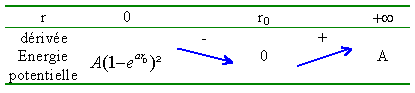 r 0 r₀ +∞
dérivée - +
Energie A(1-e^{ar₀})² 0 A
potentielle